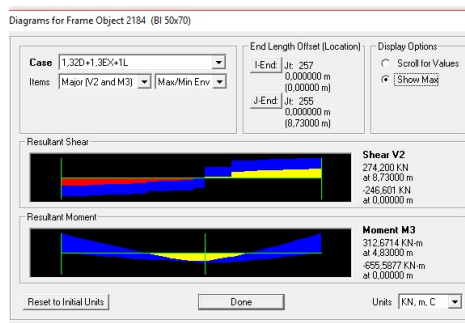 Diagrams for Frame Object 2184 (BI 50x70)
Case 1,32D+1,3EX+1L
Items Major (V2 and M3) Max/Min Env
End Length Offset (Location)
I-End: Jt: 257
0,000000 m
(0,00000 m)
J-End: Jt: 255
0,000000 m
(8,73000 m)
Display Options
Scroll for Values
Show Max
Resultant Shear
Shear V2
274,200 KN
at 8,73000 m
-246,601 KN
at 0,00000 m
Resultant Moment
Moment M3
312,6714 KN-m
at 4,83000 m
-655,5877 KN-m
at 0,00000 m
Reset to Initial Units
Done
Units KN, m, C